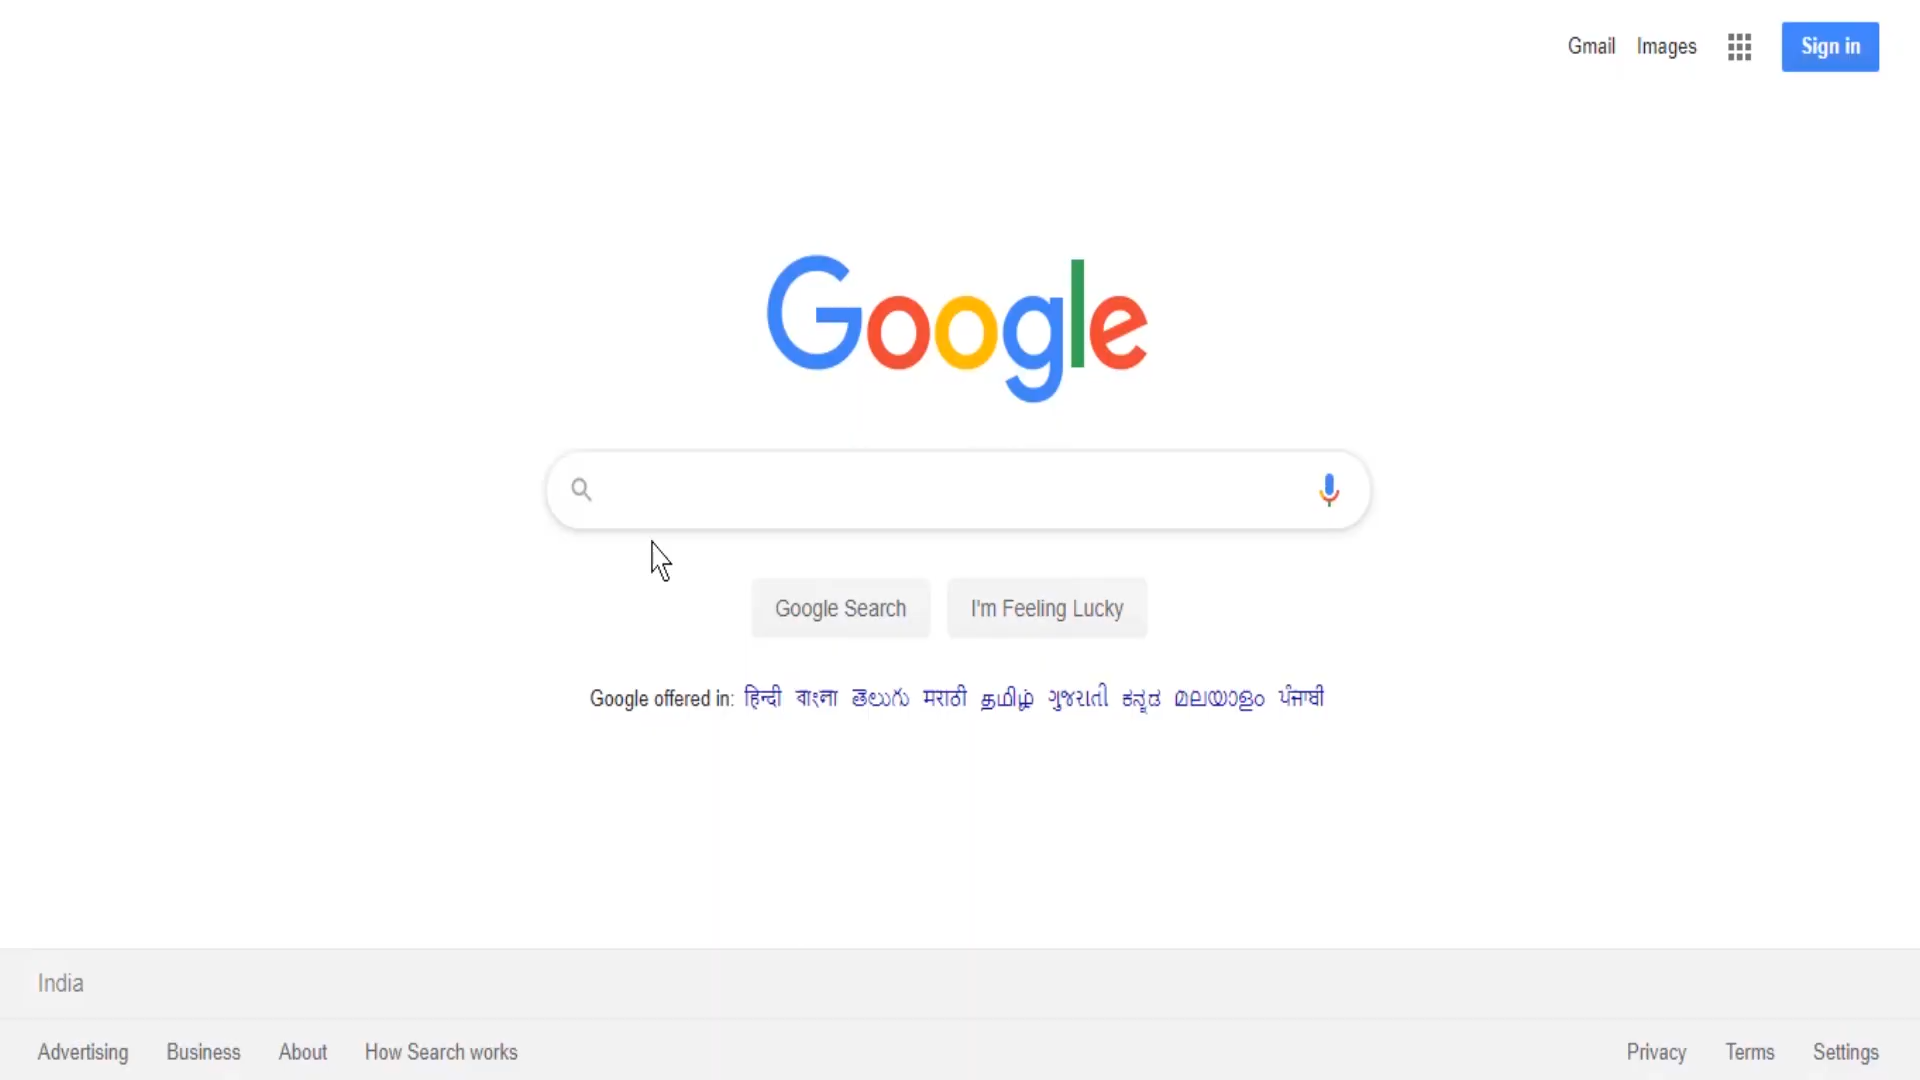 Gmail Images Sign in
Google
Google Search I'm Feeling Lucky
Google offered in: हिन्दी বাংলা తెలుగు मराठी தமிழ் ગુજરાતી ಕನ್ನಡ മലയാളം ਪੰਜਾਬੀ
India
Advertising Business About How Search works Privacy Terms Settings